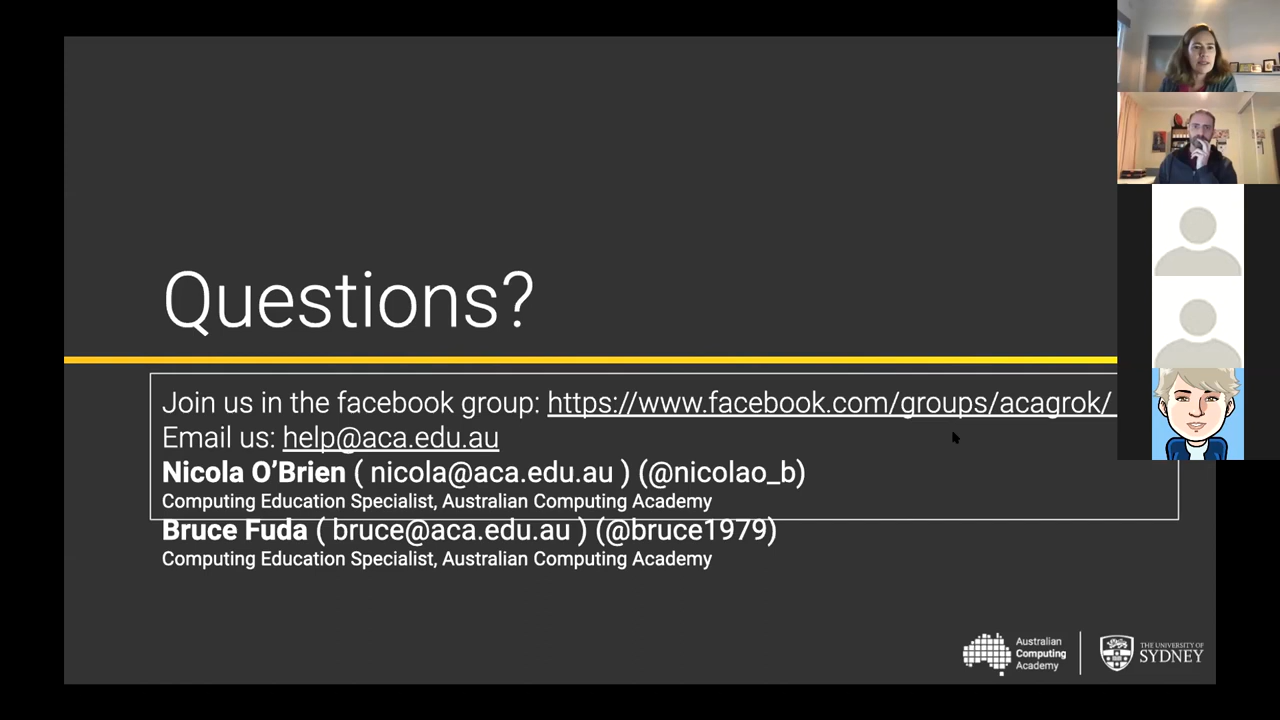 Questions?
Join us in the facebook group: https://www.facebook.com/groups/acagrok/
Email us: help@aca.edu.au
Nicola O’Brien ( nicola@aca.edu.au ) (@nicolao_b)
Computing Education Specialist, Australian Computing Academy
Bruce Fuda ( bruce@aca.edu.au ) (@bruce1979)
Computing Education Specialist, Australian Computing Academy
Australian
Computing
Academy
THE UNIVERSITY OF
SYDNEY